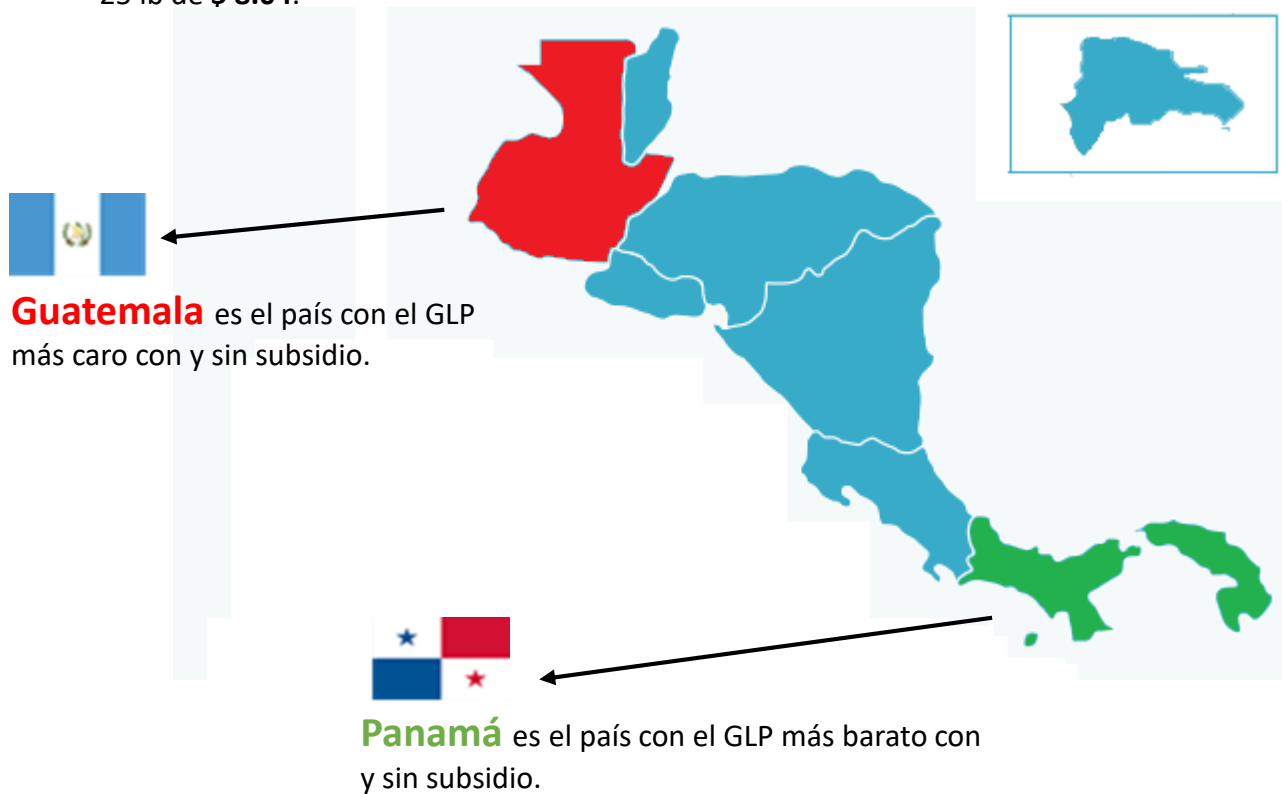 Guatemala es el país con el GLP
más caro con y sin subsidio.
Panamá es el país con el GLP más barato con
y sin subsidio.